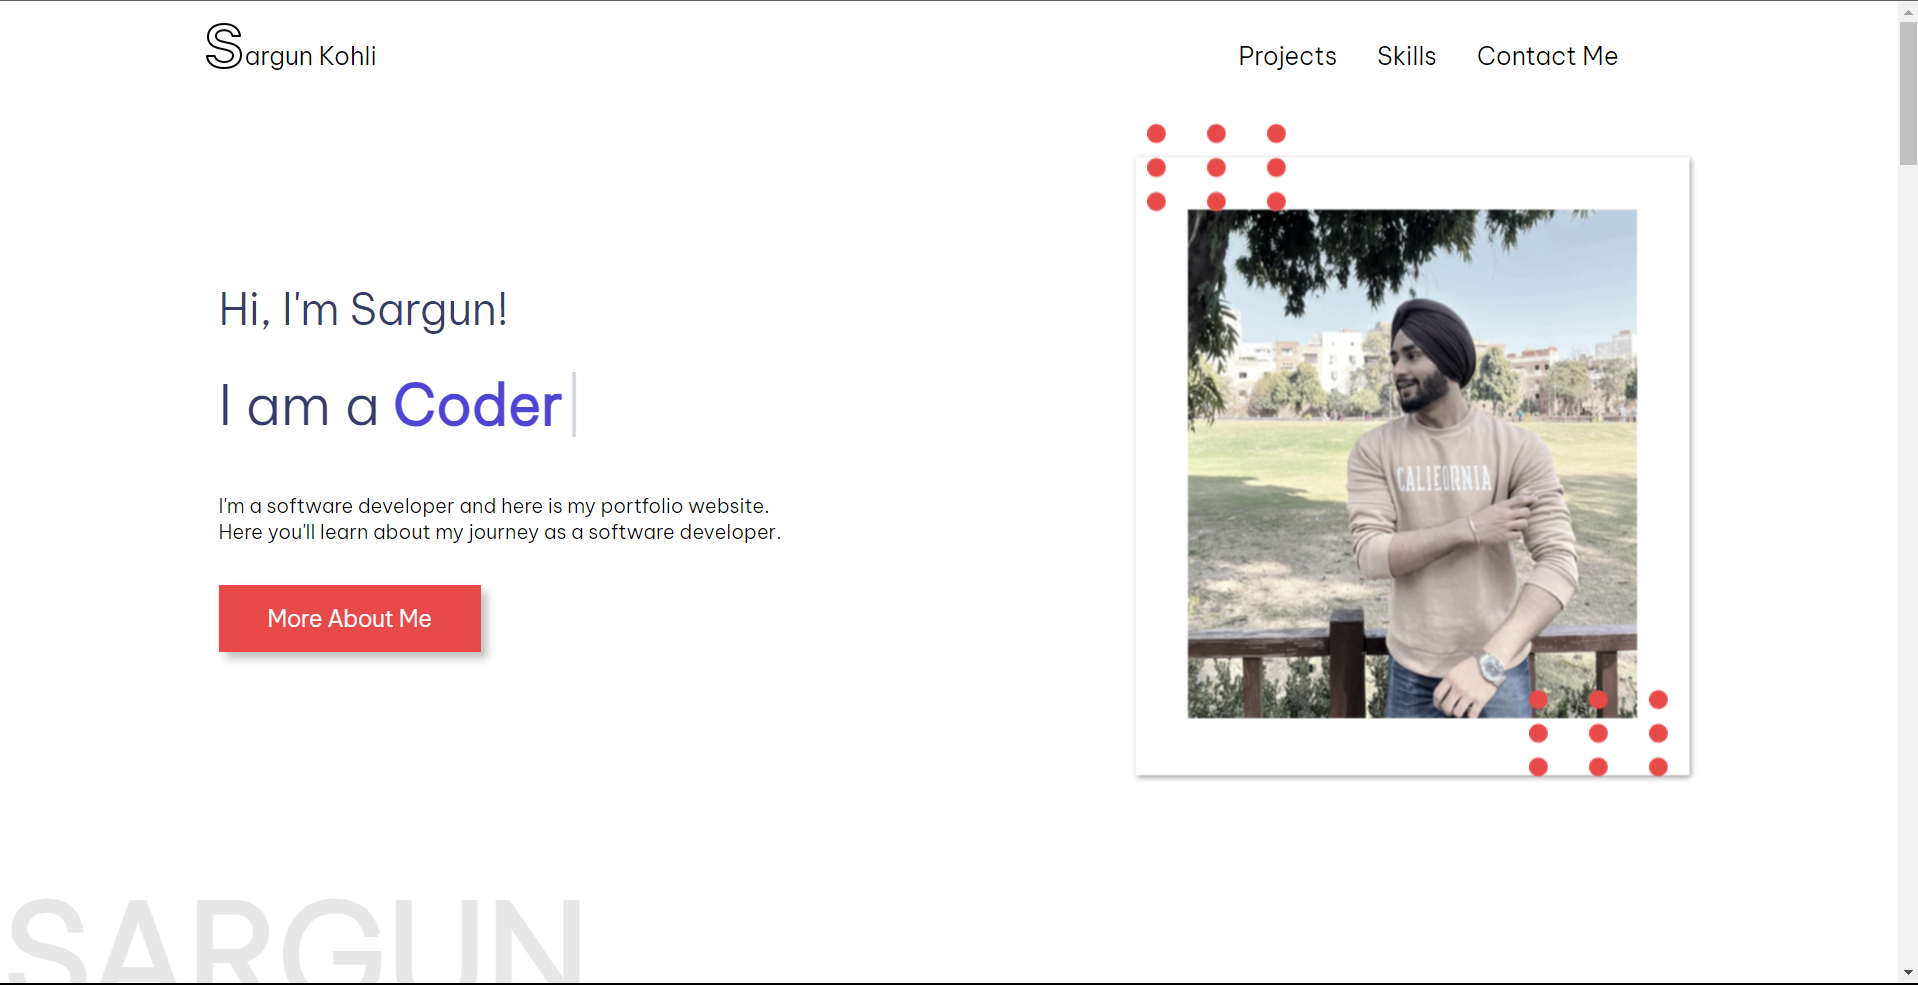 Sargun Kohli
Projects
Skills
Contact Me
Hi, I'm Sargun!
I am a Coder
I'm a software developer and here is my portfolio website.
Here you'll learn about my journey as a software developer.
More About Me
CALIFORNIA
SARGUN